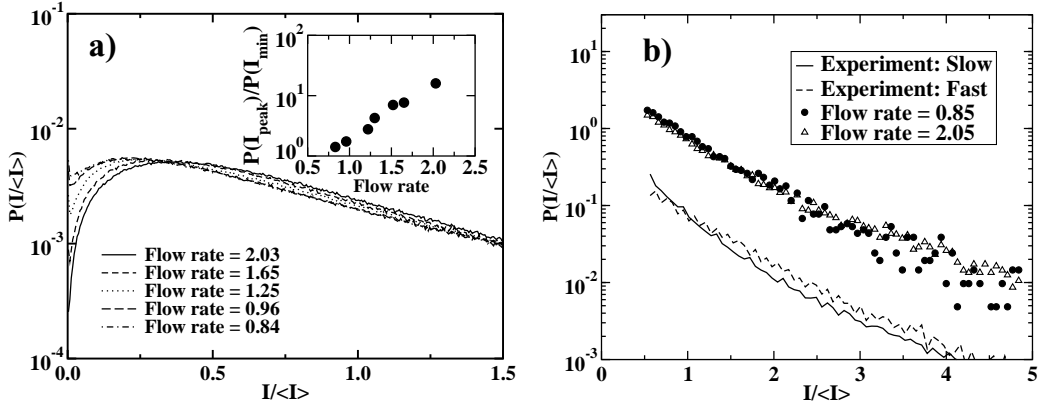 a)
P(I/<I>)
10^-1
10^-2
10^-3
10^-4
0.0 0.5 1.0 1.5
I/<I>
Flow rate = 2.03
Flow rate = 1.65
Flow rate = 1.25
Flow rate = 0.96
Flow rate = 0.84
P(I_peak)/P(I_min)
10^2
10^1
10^0
0.5 1.0 1.5 2.0 2.5
Flow rate
b)
P(I/<I>)
10^1
10^0
10^-1
10^-2
10^-3
0 1 2 3 4 5
I/<I>
Experiment: Slow
Experiment: Fast
Flow rate = 0.85
Flow rate = 2.05